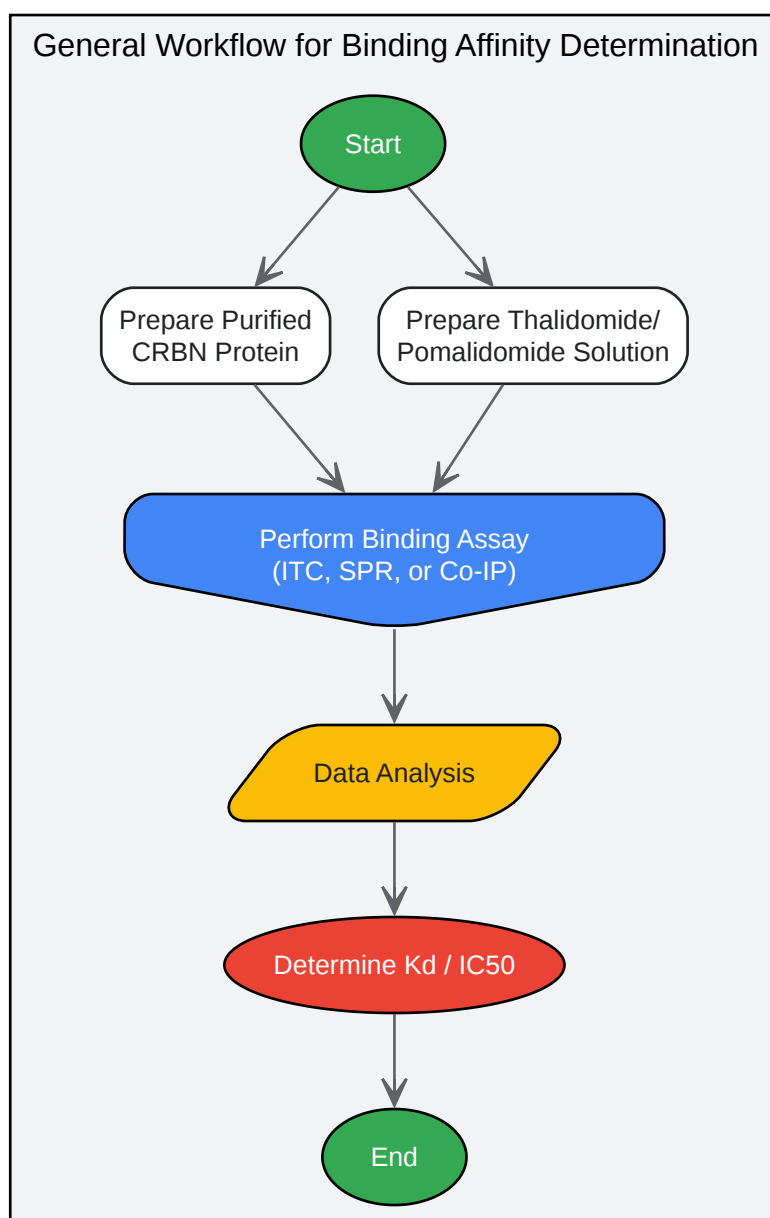 General Workflow for Binding Affinity Determination
Start
Prepare Purified
CRBN Protein
Prepare Thalidomide/
Pomalidomide Solution
Perform Binding Assay
(ITC, SPR, or Co-IP)
Data Analysis
Determine Kd / IC50
End